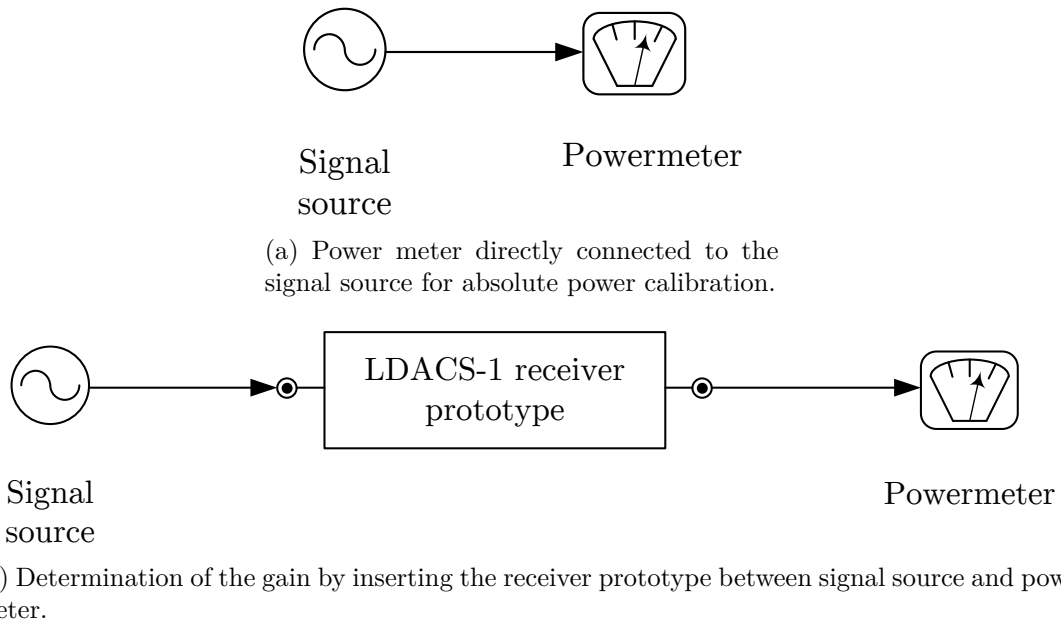 Signal
source
Powermeter
(a) Power meter directly connected to the
signal source for absolute power calibration.
LDACS-1 receiver
prototype
Signal
source
Powermeter
) Determination of the gain by inserting the receiver prototype between signal source and pow
eter.